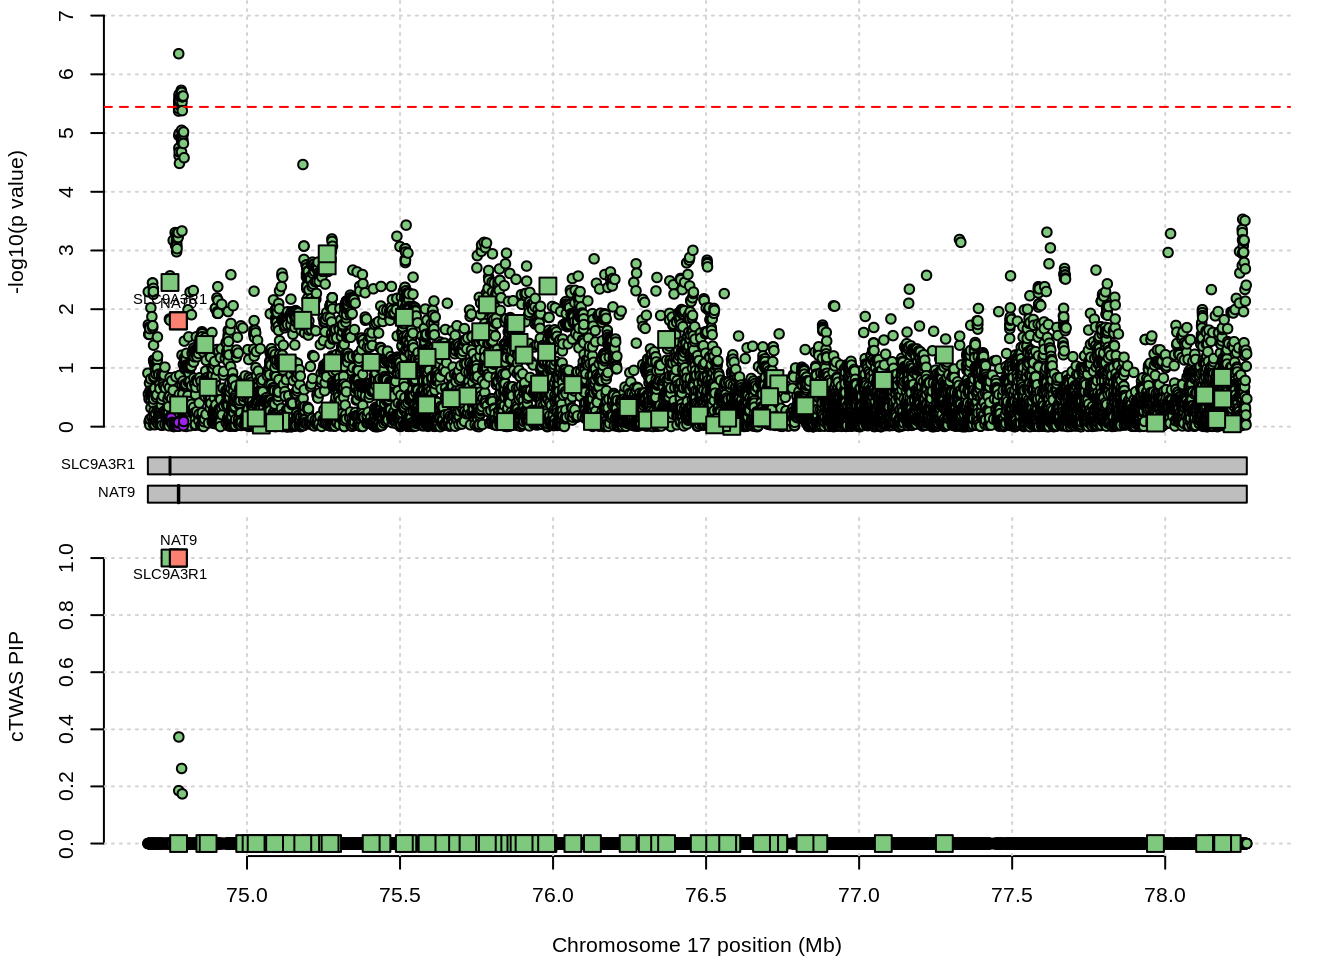 7
6
5
4
3
2
1
0
-log10(p value)
SLC9A3R1
NAT9
SLC9A3R1
NAT9
NAT9
SLC9A3R1
1.0
0.8
0.6
0.4
0.2
0.0
cTWAS PIP
75.0 75.5 76.0 76.5 77.0 77.5 78.0
Chromosome 17 position (Mb)